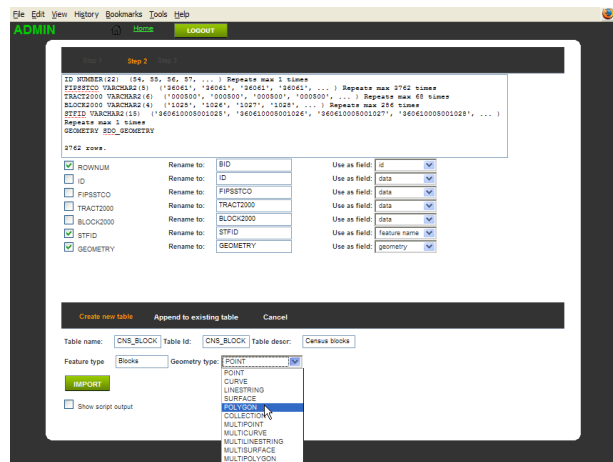 File Edit View History Bookmarks Tools Help
ADMIN Home LOGOUT
Step 1 Step 2 Step 3
ID NUMBER(22) (54, 55, 56, 57, ... ) Repeats max 1 times
FIPSSTCO VARCHAR2(5) ('36061', '36061', '36061', '36061', ... ) Repeats max 3762 times
TRACT2000 VARCHAR2(6) ('000500', '000500', '000500', '000500', ... ) Repeats max 68 times
BLOCK2000 VARCHAR2(4) ('1025', '1026', '1027', '1028', ... ) Repeats max 286 times
STFID VARCHAR2(15) ('360610005001025', '360610005001026', '360610005001027', '360610005001028', ... )
Repeats max 1 times
GEOMETRY SDO_GEOMETRY
3762 rows.
ROWNUM Rename to: BID Use as field: id
ID Rename to: ID Use as field: data
FIPSSTCO Rename to: FIPSSTCO Use as field: data
TRACT2000 Rename to: TRACT2000 Use as field: data
BLOCK2000 Rename to: BLOCK2000 Use as field: data
STFID Rename to: STFID Use as field: feature name
GEOMETRY Rename to: GEOMETRY Use as field: geometry
Create new table Append to existing table Cancel
Table name: CNS_BLOCK Table Id: CNS_BLOCK Table descr: Census blocks
Feature type Blocks Geometry type: POINT
IMPORT
Show script output
POINT
CURVE
LINESTRING
SURFACE
POLYGON
COLLECTION
MULTIPOINT
MULTICURVE
MULTILINESTRING
MULTISURFACE
MULTIPOLYGON